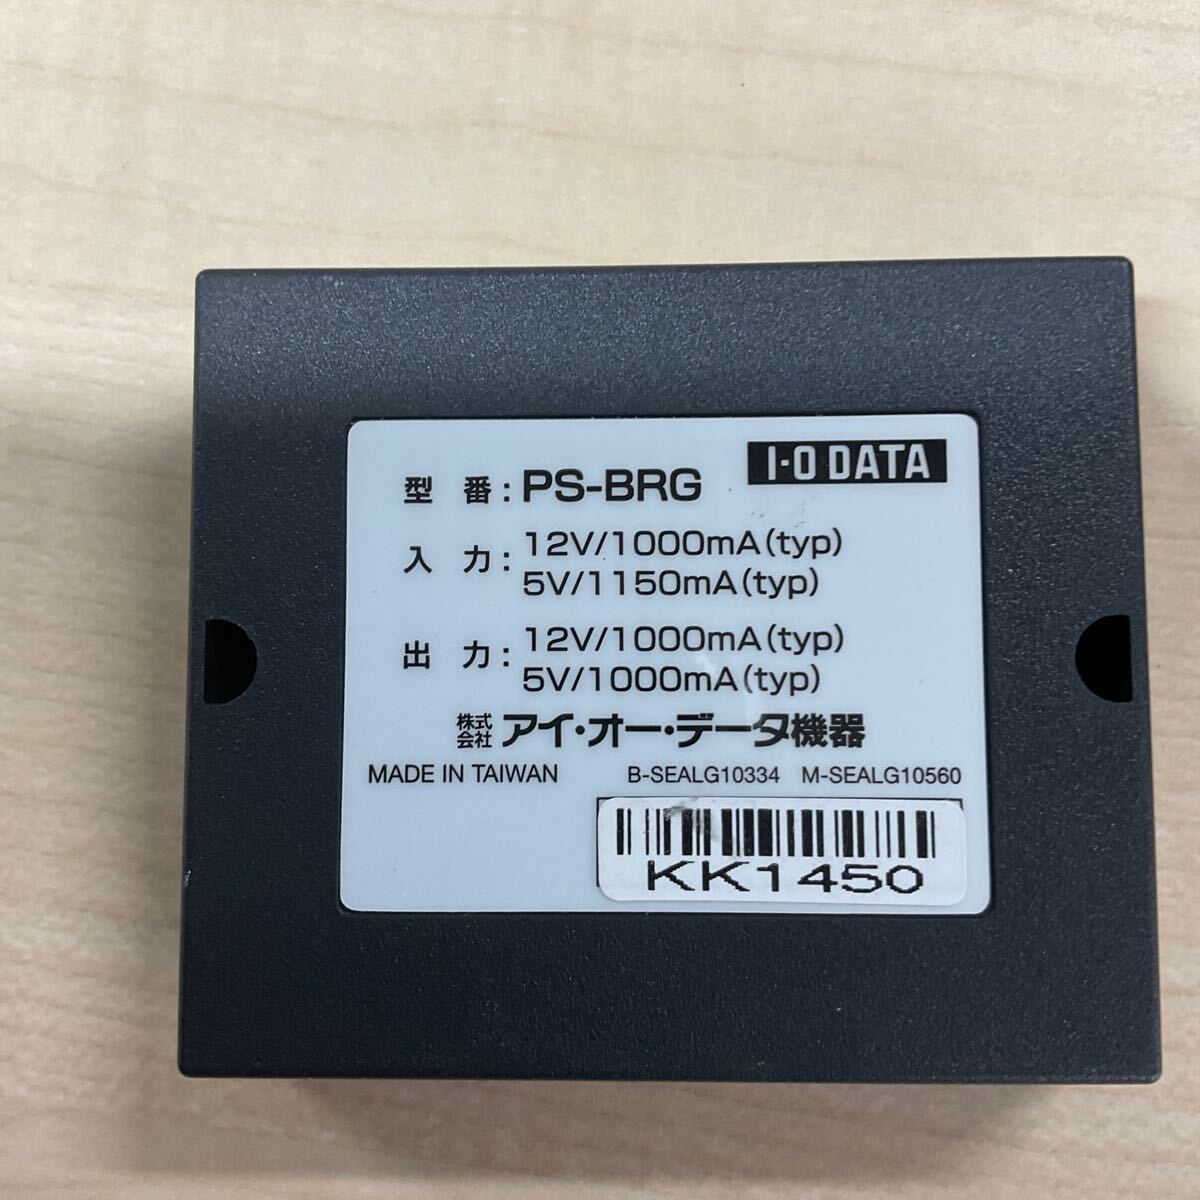 I-O DATA
型 番 : PS-BRG
入 力 : 12V/1000mA(typ)
5V/1150mA(typ)
出 力 : 12V/1000mA(typ)
5V/1000mA(typ)
株式会社 アイ・オー・データ機器
MADE IN TAIWAN B-SEALG10334 M-SEALG10560
KK1450